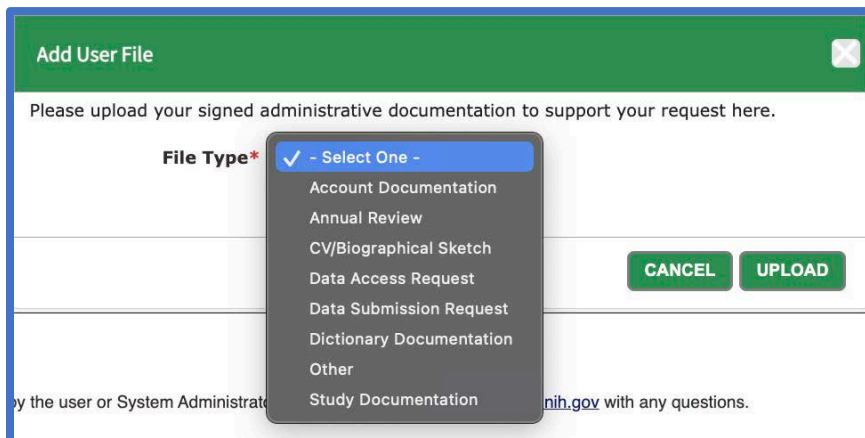 Add User File
Please upload your signed administrative documentation to support your request here.
File Type* ✓ - Select One -
Account Documentation
Annual Review
CV/Biographical Sketch
Data Access Request
CANCEL UPLOAD
Data Submission Request
Dictionary Documentation
Other
by the user or System Administrato nih.gov with any questions.
Study Documentation